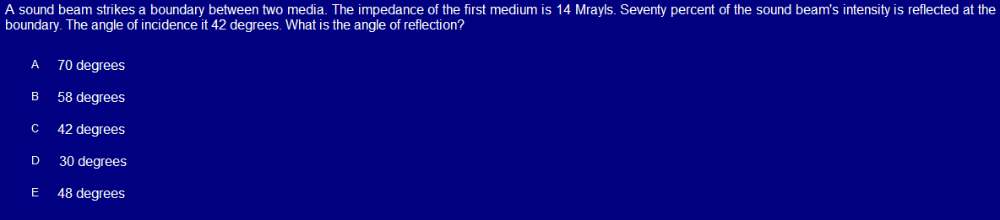 A sound beam strikes a boundary between two media. The impedance of the first medium is 14 Mrayls. Seventy percent of the sound beam's intensity is reflected at the
boundary. The angle of incidence it 42 degrees. What is the angle of reflection?
A 70 degrees
B 58 degrees
C 42 degrees
D 30 degrees
E 48 degrees